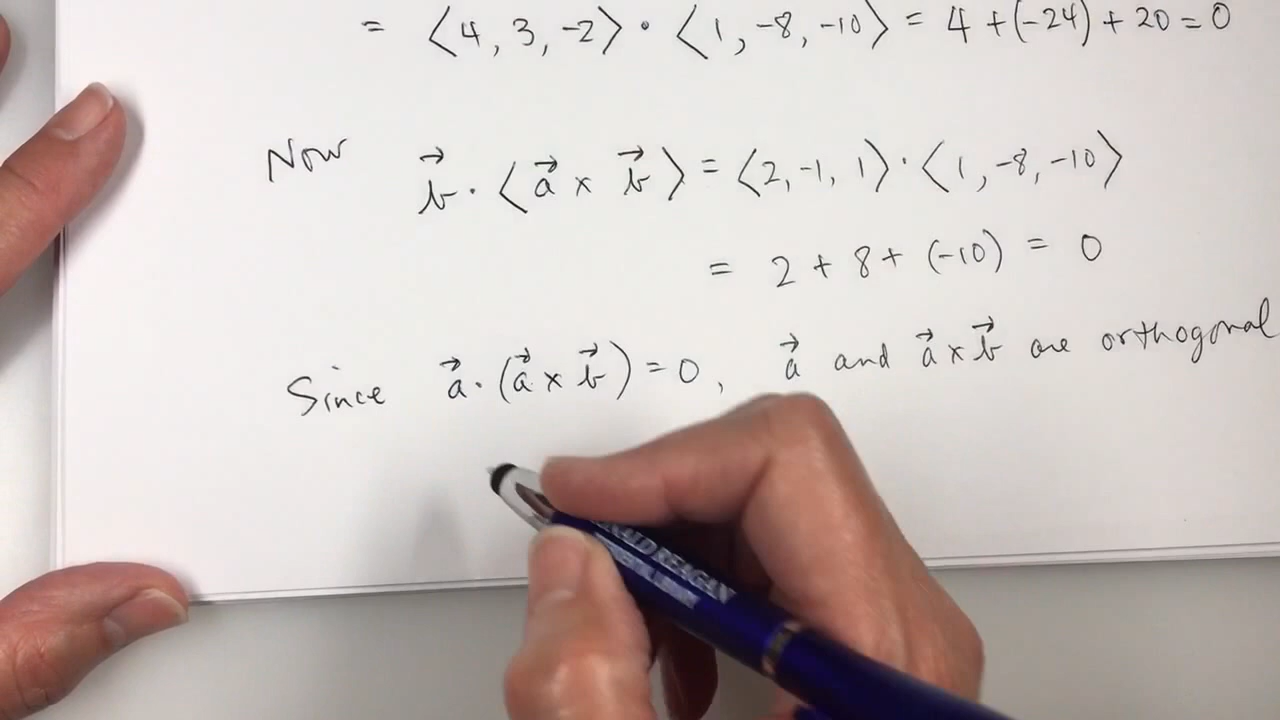 = ⟨4, 3, -2⟩ · ⟨1, -8, -10⟩ = 4 + (-24) + 20 = 0
Now b⃗ · ⟨a⃗ × b⃗⟩ = ⟨2, -1, 1⟩ · ⟨1, -8, -10⟩
= 2 + 8 + (-10) = 0
Since a⃗ · (a⃗ × b⃗) = 0, a⃗ and a⃗ × b⃗ are orthogonal